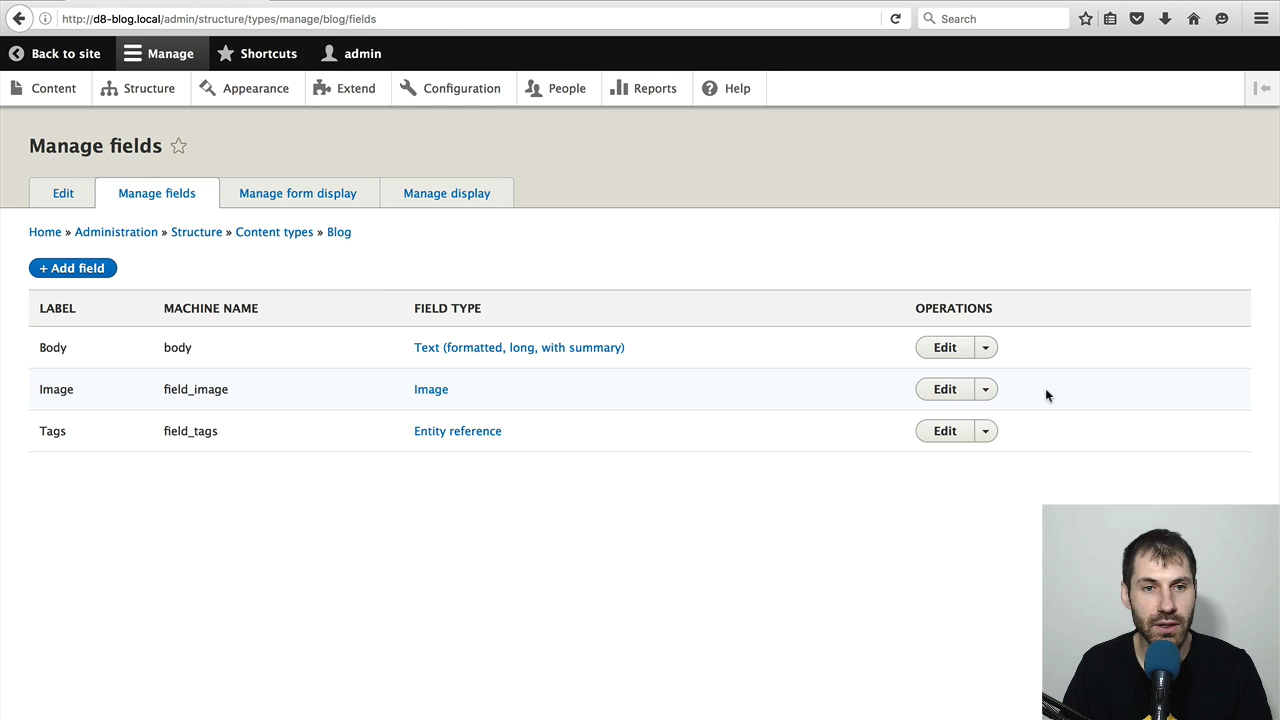 http://d8-blog.local/admin/structure/types/manage/blog/fields
Search
Back to site
Manage
Shortcuts
admin
Content
Structure
Appearance
Extend
Configuration
People
Reports
Help
Manage fields
Edit
Manage fields
Manage form display
Manage display
Home » Administration » Structure » Content types » Blog
+ Add field
LABEL MACHINE NAME FIELD TYPE OPERATIONS
Body body Text (formatted, long, with summary) Edit
Image field_image Image Edit
Tags field_tags Entity reference Edit